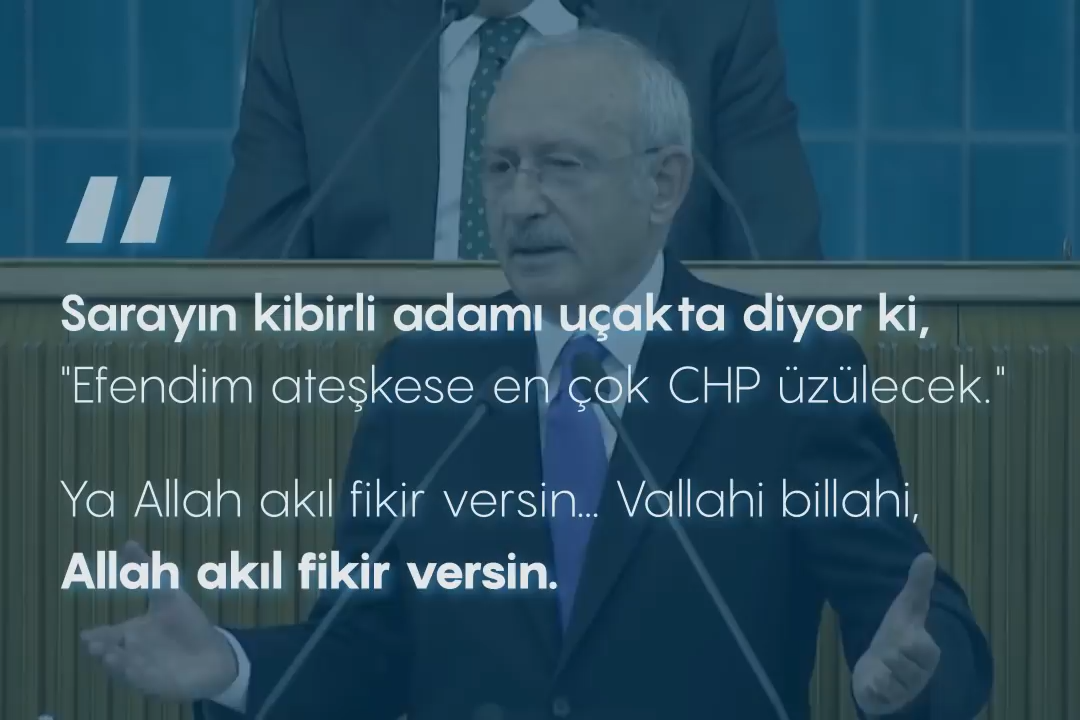 Sarayın kibirli adamı uçakta diyor ki,
"Efendim ateşkese en çok CHP üzülecek."
Ya Allah akıl fikir versin... Vallahi billahi,
Allah akıl fikir versin.